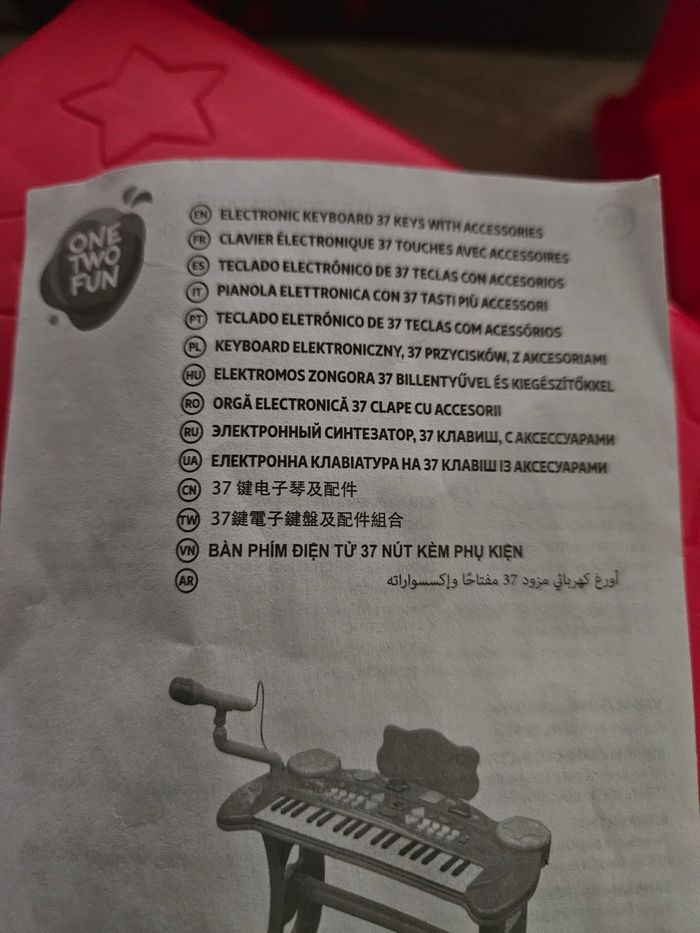 ONE
TWO
FUN
EN ELECTRONIC KEYBOARD 37 KEYS WITH ACCESSORIES
FR CLAVIER ÉLECTRONIQUE 37 TOUCHES AVEC ACCESSOIRES
ES TECLADO ELECTRÓNICO DE 37 TECLAS CON ACCESORIOS
IT PIANOLA ELETTRONICA CON 37 TASTI PIÙ ACCESSORI
PT TECLADO ELETRÓNICO DE 37 TECLAS COM ACESSÓRIOS
PL KEYBOARD ELEKTRONICZNY, 37 PRZYCISKÓW, Z AKCESORIAMI
HU ELEKTROMOS ZONGORA 37 BILLENTYŰVEL ÉS KIEGÉSZÍTŐKKEL
RO ORGĂ ELECTRONICĂ 37 CLAPE CU ACCESORII
RU ЭЛЕКТРОННЫЙ СИНТЕЗАТОР, 37 КЛАВИШ, С АКСЕССУАРАМИ
UA ЕЛЕКТРОННА КЛАВІАТУРА НА 37 КЛАВІШ ІЗ АКСЕСУАРАМИ
CN 37 键电子琴及配件
TW 37鍵電子鍵盤及配件組合
VN BÀN PHÍM ĐIỆN TỬ 37 NÚT KÈM PHỤ KIỆN
AR أورغ كهربائي مزود 37 مفتاحًا وإكسسواراته